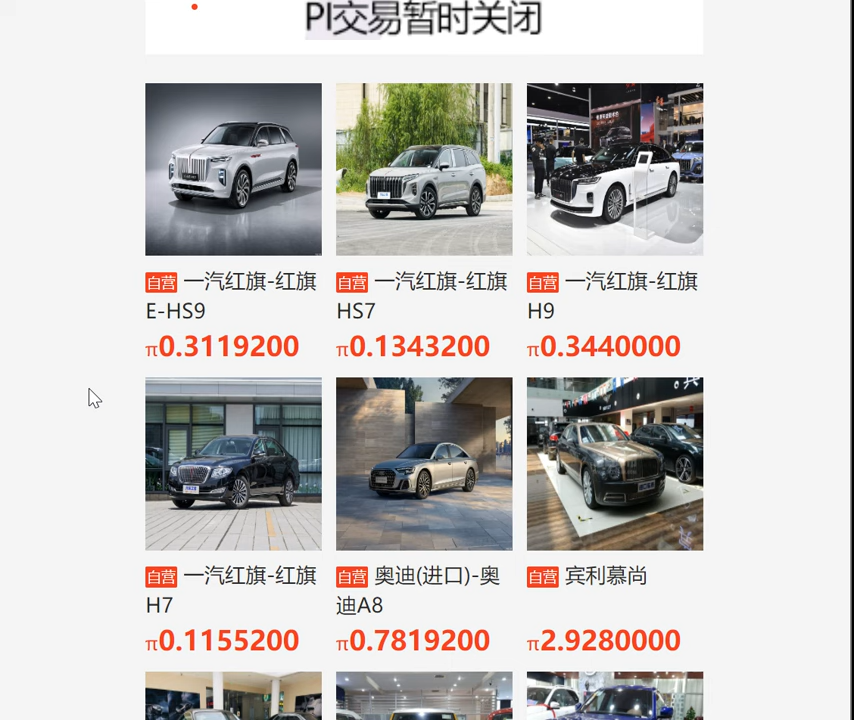 PI交易暂时关闭
自营 一汽红旗-红旗
E-HS9
π0.3119200
自营 一汽红旗-红旗
HS7
π0.1343200
自营 一汽红旗-红旗
H9
π0.3440000
自营 一汽红旗-红旗
H7
π0.1155200
自营 奥迪(进口)-奥
迪A8
π0.7819200
自营 宾利慕尚
π2.9280000